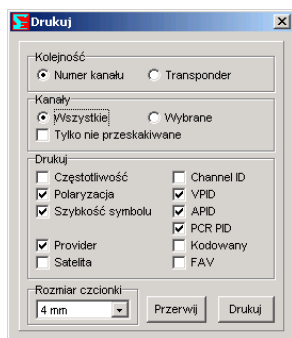 Drukuj
Kolejność
Numer kanału Transponder
Kanały
Wszystkie Wybrane
Tylko nie przeskakiwane
Drukuj
Częstotliwość Channel ID
Polaryzacja VPID
Szybkość symbolu APID
PCR PID
Provider Kodowany
Satelita FAV
Rozmiar czcionki
4 mm Przerwij Drukuj